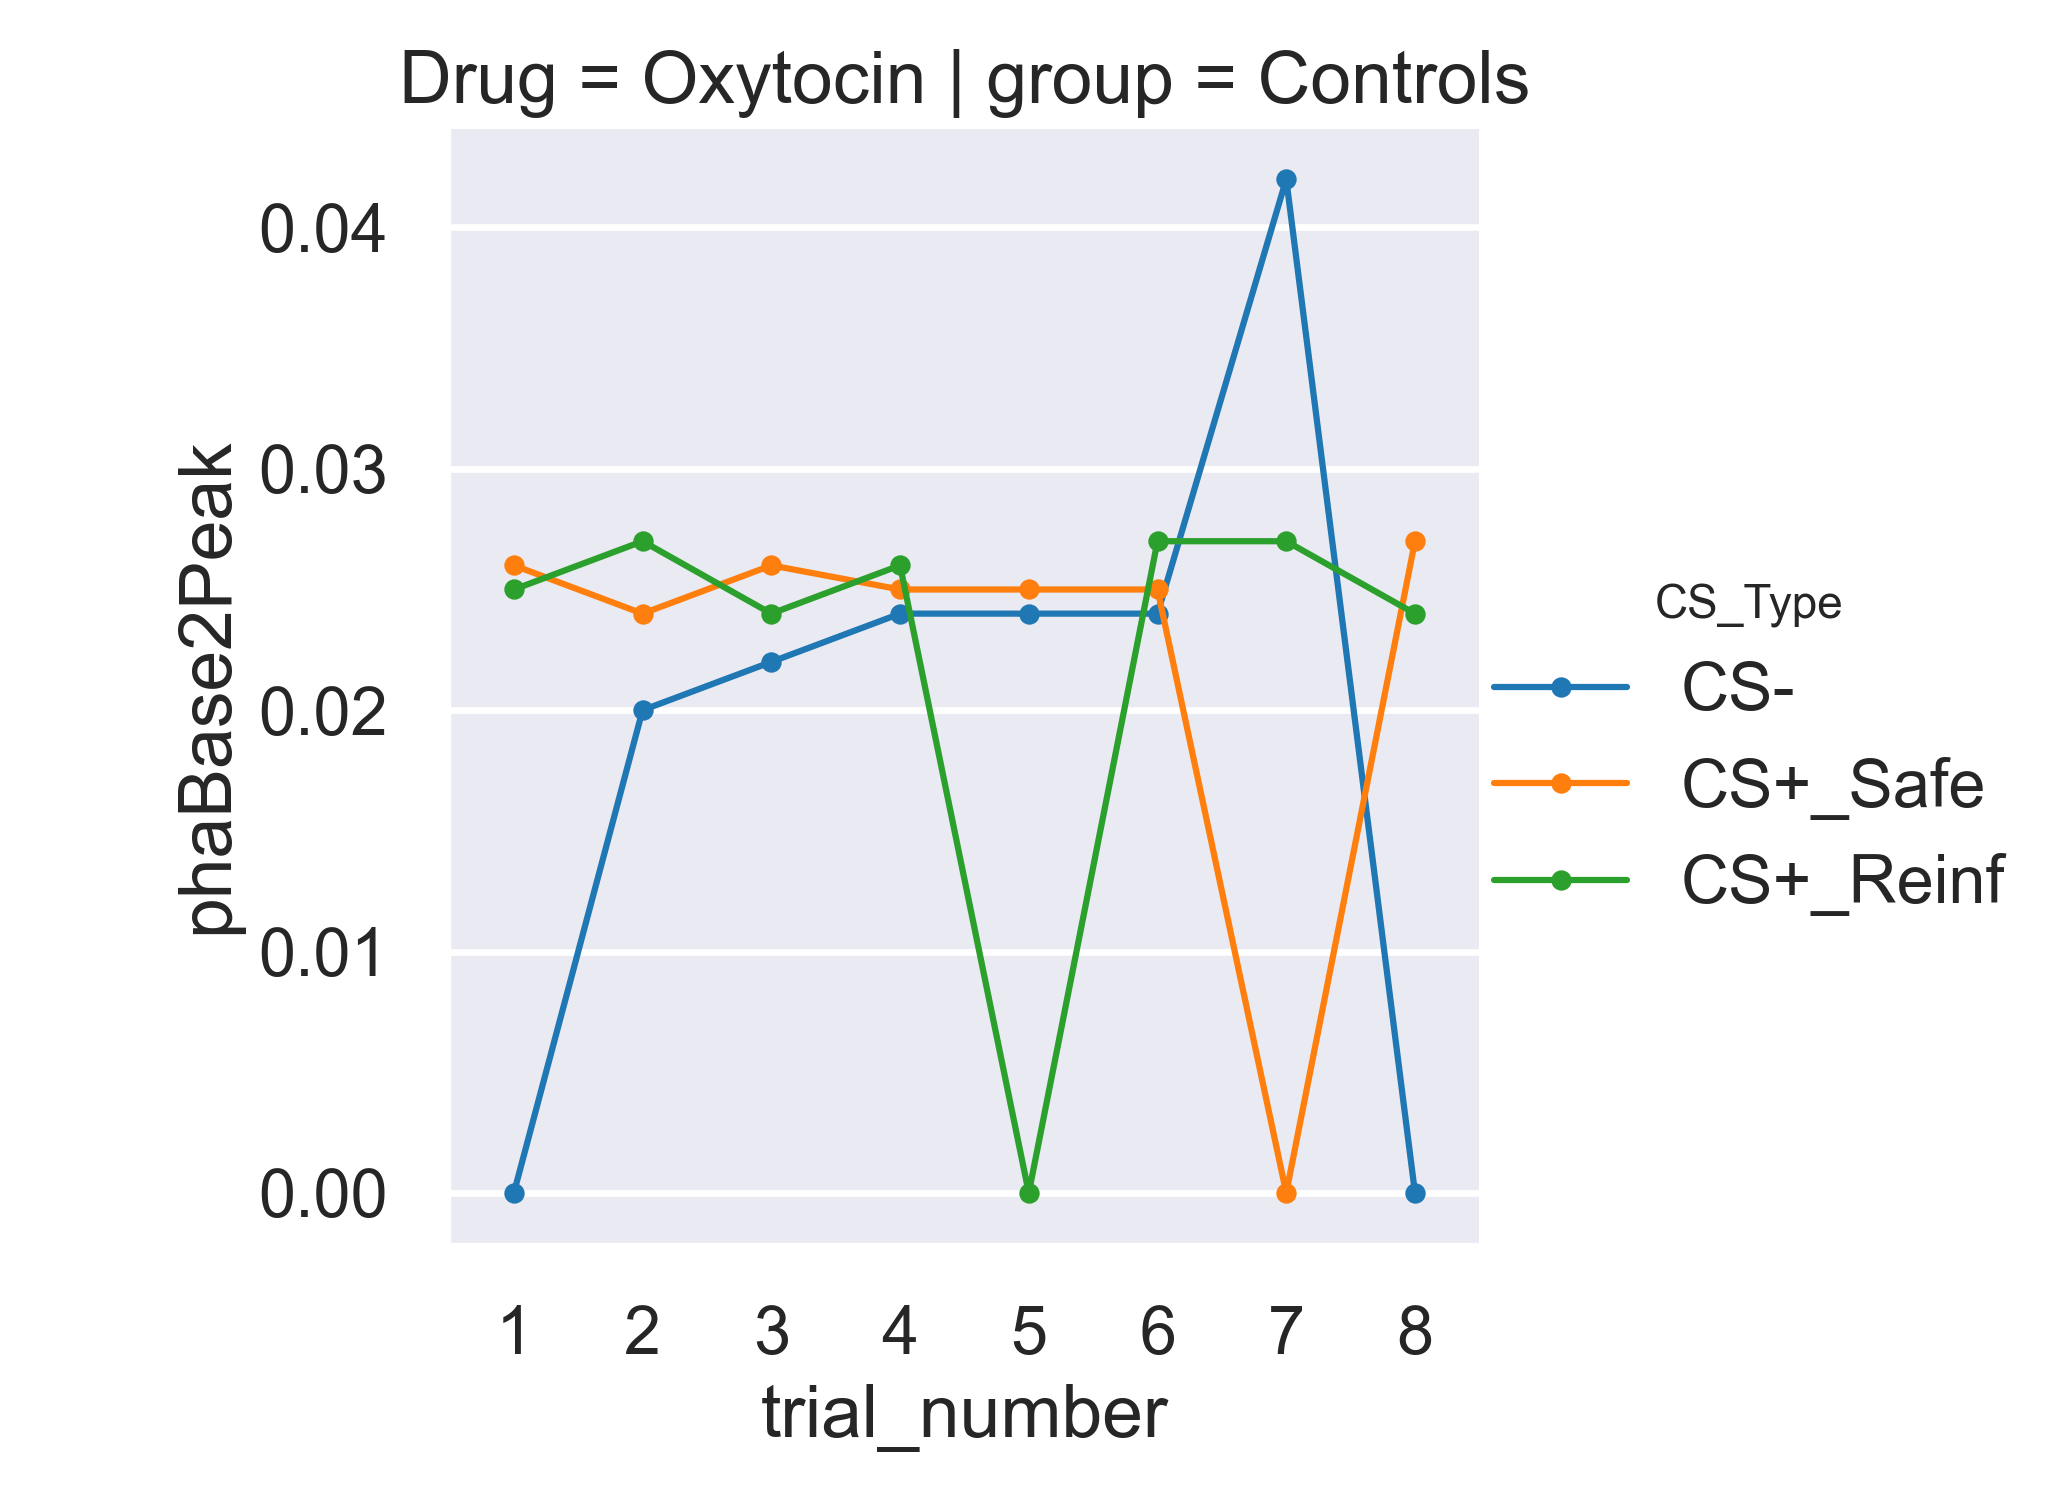 Drug = Oxytocin | group = Controls
0.04
0.03
0.02
0.01
0.00
phaBase2Peak
1 2 3 4 5 6 7 8
trial_number
CS_Type
CS-
CS+_Safe
CS+_Reinf